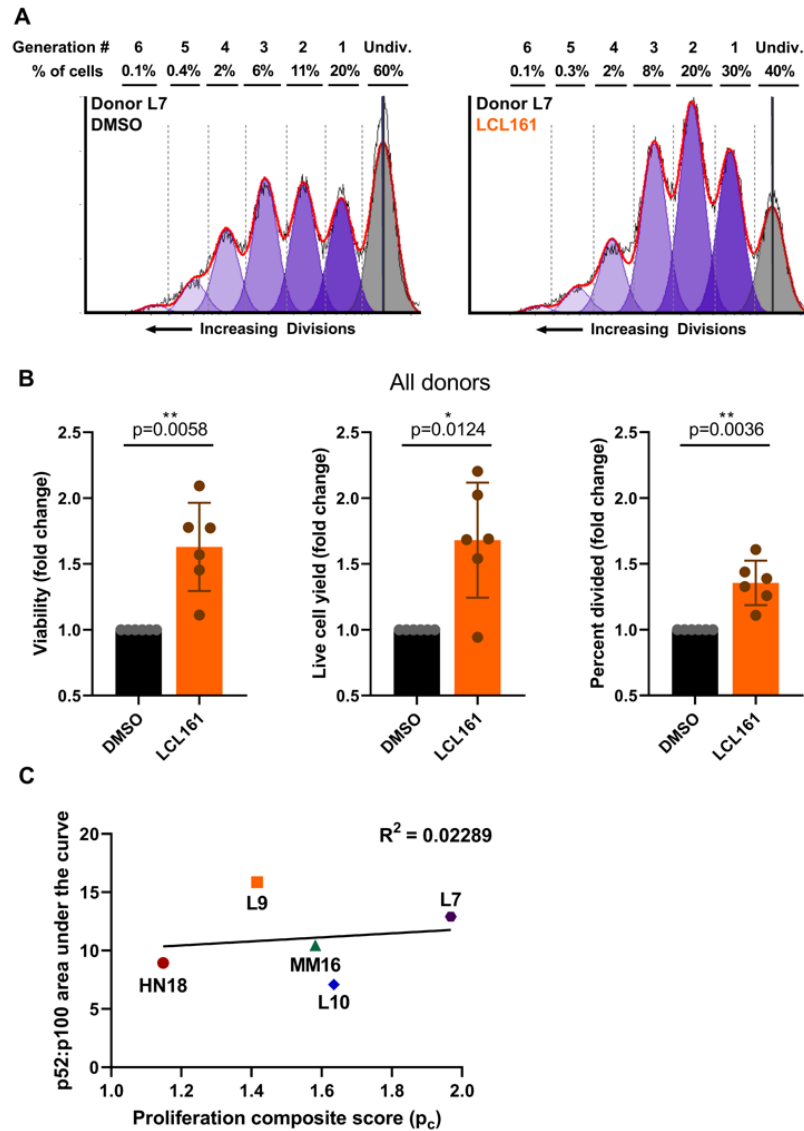 A
Generation # 6 5 4 3 2 1 Undiv.
% of cells 0.1% 0.4% 2% 6% 11% 20% 60%
Donor L7
DMSO
Increasing Divisions
6 5 4 3 2 1 Undiv.
0.1% 0.3% 2% 8% 20% 30% 40%
Donor L7
LCL161
Increasing Divisions
B
All donors
**
p=0.0058
2.5
2.0
1.5
1.0
0.5
Viability (fold change)
DMSO
LCL161
*
p=0.0124
2.5
2.0
1.5
1.0
0.5
Live cell yield (fold change)
DMSO
LCL161
**
p=0.0036
2.5
2.0
1.5
1.0
0.5
Percent divided (fold change)
DMSO
LCL161
C
p52:p100 area under the curve
20
15
10
5
0
R² = 0.02289
L9
L7
HN18
MM16
L10
1.0 1.2 1.4 1.6 1.8 2.0
Proliferation composite score (pc)